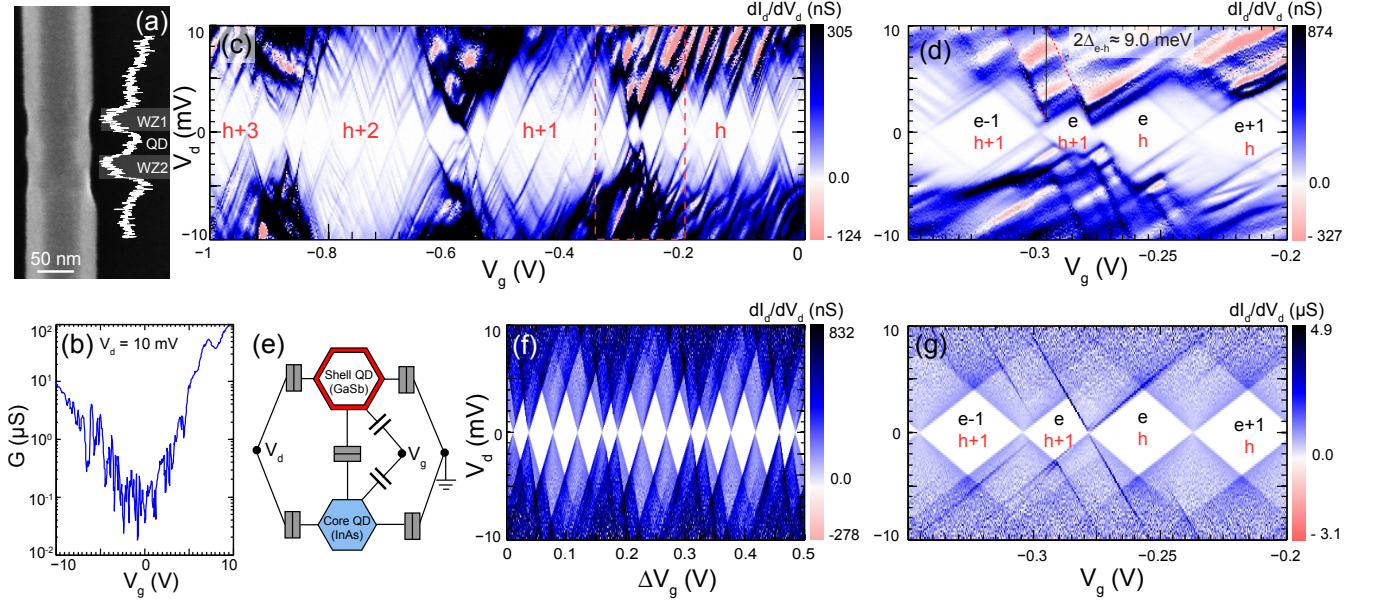 (a)
WZ1
QD
WZ2
50 nm
(c)
dI_d/dV_d (nS)
305
0.0
- 124
10
0
−10
V_d (mV)
h+3
h+2
h+1
h
−1
−0.8
−0.6
−0.4
−0.2
0
V_g (V)
(d)
2Δ_e-h ≈ 9.0 meV
dI_d/dV_d (nS)
874
0.0
- 327
10
0
−10
e-1
h+1
e
h+1
e
h
e+1
h
−0.3
−0.25
−0.2
V_g (V)
(b)
V_d = 10 mV
10^2
10^1
10^0
10^-1
10^-2
G (µS)
−10
0
10
V_g (V)
(e)
Shell QD
(GaSb)
V_d
V_g
Core QD
(InAs)
(f)
dI_d/dV_d (nS)
832
0.0
-278
10
0
−10
V_d (mV)
0
0.1
0.2
0.3
0.4
0.5
ΔV_g (V)
(g)
dI_d/dV_d (µS)
4.9
0.0
- 3.1
10
0
−10
e-1
h+1
e
h+1
e
h
e+1
h
−0.3
−0.25
−0.2
V_g (V)